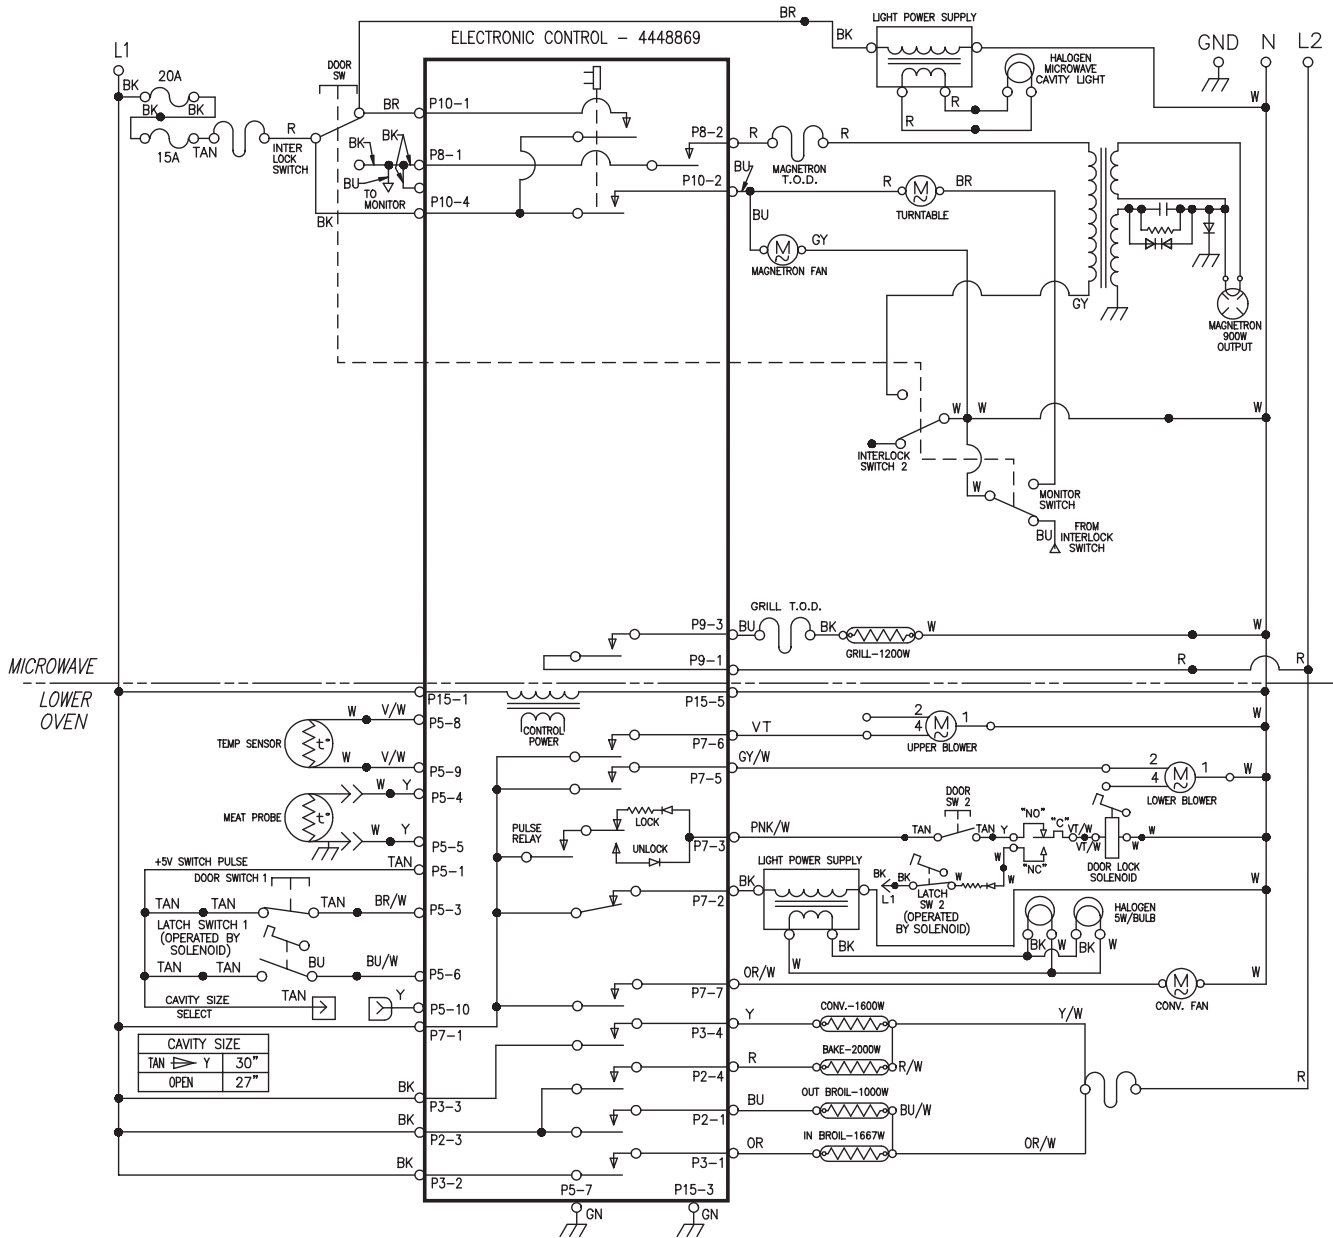 ELECTRONIC CONTROL - 4448869
LIGHT POWER SUPPLY
BR
BK
L1
DOOR
SW
20A
BK
BK
BK
15A
TAN
R
INTER
LOCK
SWITCH
BR
BK
BK
BU
TO
MONITOR
BK
P10-1
P8-1
P10-4
P8-2
P10-2
HALOGEN
MICROWAVE
CAVITY LIGHT
R
R
GND
N
L2
W
R
R
MAGNETRON
T.O.D.
BU
BU
R
BR
TURNTABLE
GY
MAGNETRON FAN
GY
MAGNETRON
900W
OUTPUT
W
W
W
INTERLOCK
SWITCH 2
W
MONITOR
SWITCH
BU
FROM
INTERLOCK
SWITCH
GRILL T.O.D.
P9-3
BU
BK
W
GRILL-1200W
W
P9-1
R
R
MICROWAVE
LOWER
OVEN
P15-1
P15-5
CONTROL
POWER
W
V/W
P5-8
TEMP SENSOR
t°
W
V/W
P5-9
W
Y
P5-4
MEAT PROBE
t°
W
Y
P5-5
+5V SWITCH PULSE
TAN
P5-1
DOOR SWITCH 1
TAN
TAN
TAN
BR/W
P5-3
LATCH SWITCH 1
(OPERATED BY
SOLENOID)
TAN
TAN
BU
BU/W
P5-6
CAVITY SIZE
SELECT
TAN
Y
P5-10
P7-1
CAVITY SIZE
TAN Y 30"
OPEN 27"
BK
P3-3
BK
P2-3
BK
P3-2
P7-6
VT
2
4
1
UPPER BLOWER
W
P7-5
GY/W
2
4
1
W
LOWER BLOWER
PULSE
RELAY
LOCK
UNLOCK
P7-3
PNK/W
DOOR
SW 2
TAN
TAN
Y
"NO"
"C"
"NC"
VT/W
VT/W
W
W
DOOR LOCK
SOLENOID
W
W
LIGHT POWER SUPPLY
BK
P7-2
BK
BK
L1
W
LATCH
SW 2
(OPERATED
BY SOLENOID)
W
BK
W
HALOGEN
5W/BULB
BK
W
BK
W
P7-7
OR/W
CONV. FAN
W
P3-4
Y
CONV.-1600W
Y/W
P2-4
R
BAKE-2000W
R/W
R
P2-1
BU
OUT BROIL-1000W
BU/W
P3-1
OR
IN BROIL-1667W
OR/W
P5-7
P15-3
GN
GN